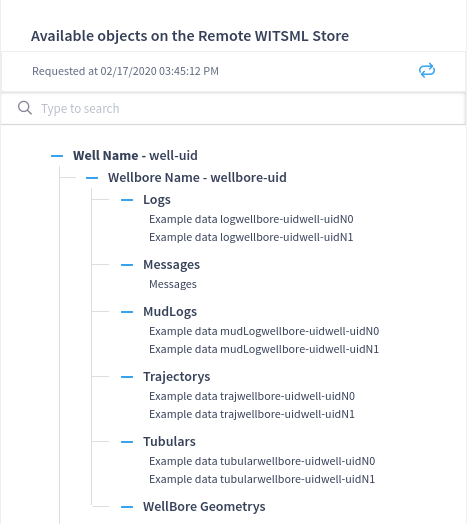 Available objects on the Remote WITSML Store
Requested at 02/17/2020 03:45:12 PM
Type to search
Well Name - well-uid
Wellbore Name - wellbore-uid
Logs
Example data logwellbore-uidwell-uidN0
Example data logwellbore-uidwell-uidN1
Messages
Messages
MudLogs
Example data mudLogwellbore-uidwell-uidN0
Example data mudLogwellbore-uidwell-uidN1
Trajectorys
Example data trajwellbore-uidwell-uidN0
Example data trajwellbore-uidwell-uidN1
Tubulars
Example data tubularwellbore-uidwell-uidN0
Example data tubularwellbore-uidwell-uidN1
WellBore Geometrys